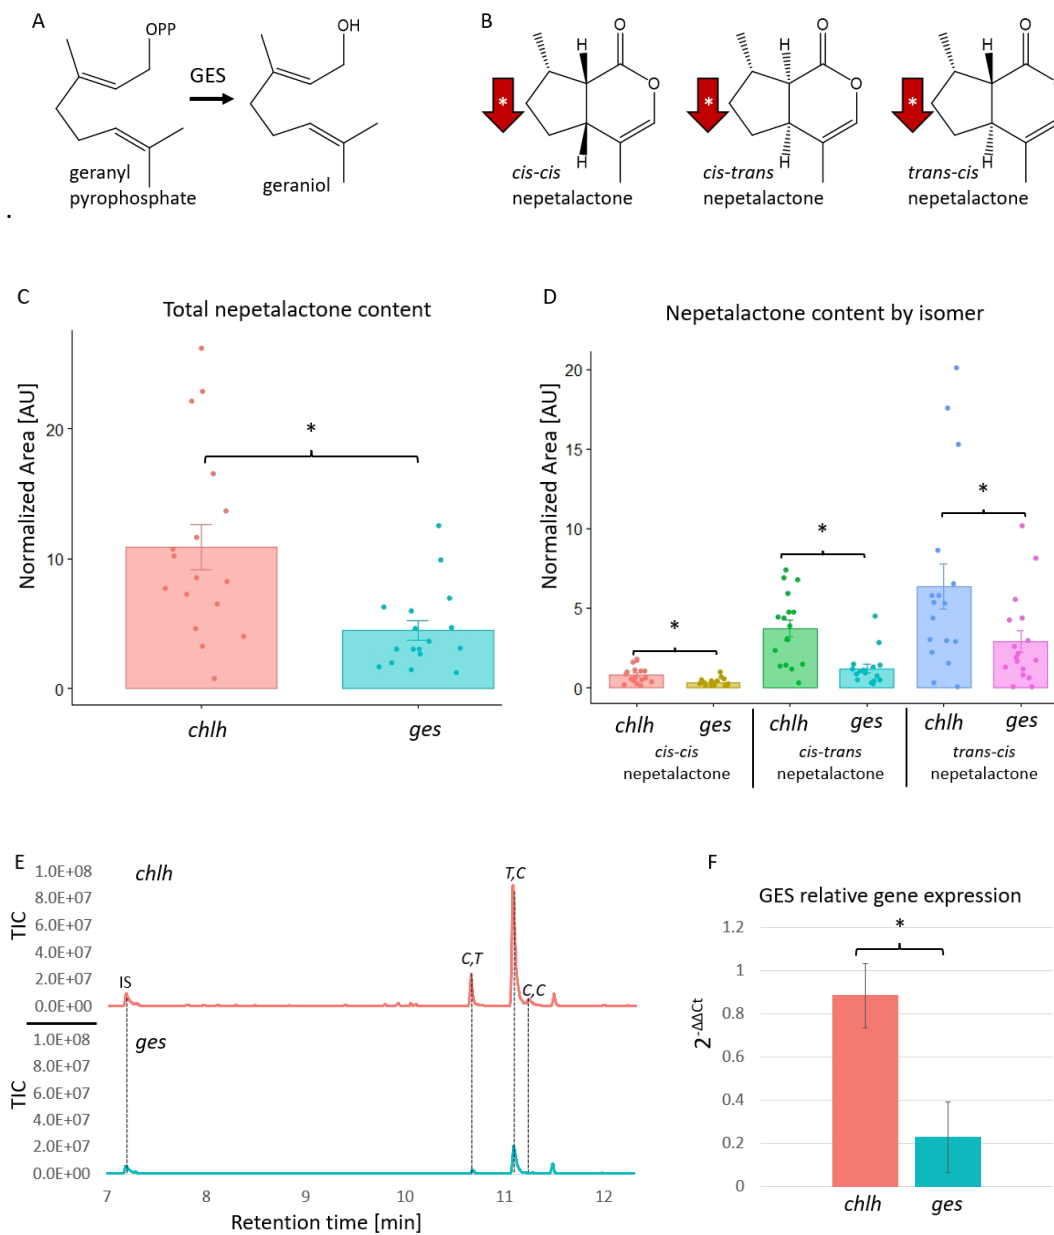 A
OPP
GES
OH
geranyl
pyrophosphate
geraniol
.
B
H
O
O
H
*
cis-cis
nepetalactone
H
O
O
H
*
cis-trans
nepetalactone
H
O
H
*
trans-cis
nepetalactone
C
Total nepetalactone content
Normalized Area [AU]
20
10
0
*
chlh
ges
D
Nepetalactone content by isomer
Normalized Area [AU]
20
15
10
5
0
*
*
*
chlh ges chlh ges chlh ges
cis-cis cis-trans trans-cis
nepetalactone nepetalactone nepetalactone
E
TIC
1.0E+08
8.0E+07
6.0E+07
4.0E+07
2.0E+07
0.0E+00
chlh
IS
C,T
T,C
C,C
TIC
1.0E+08
8.0E+07
6.0E+07
4.0E+07
2.0E+07
0.0E+00
ges
7 8 9 10 11 12
Retention time [min]
F
GES relative gene expression
2-ΔΔCt
1.2
1
0.8
0.6
0.4
0.2
0
*
chlh ges